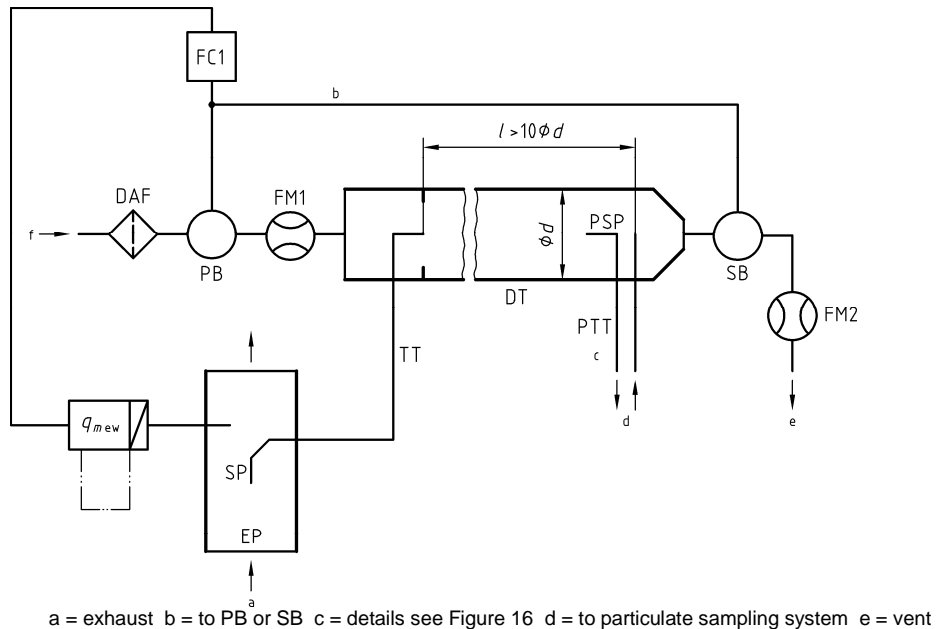 FC1
b
l > 10 ϕ d
DAF
FM1
f
PB
ϕ d
PSP
SB
DT
FM2
PTT
TT
c
d
e
qmew
SP
EP
a
a = exhaust b = to PB or SB c = details see Figure 16 d = to particulate sampling system e = vent